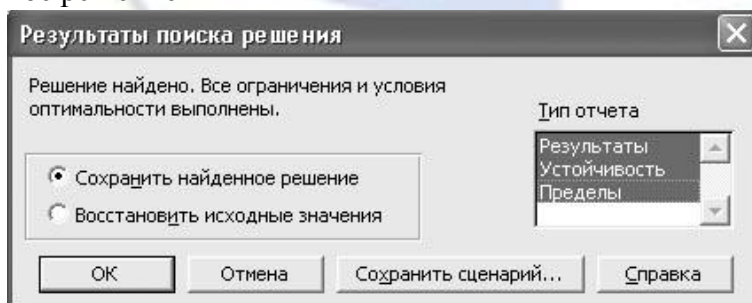 Результаты поиска решения
Решение найдено. Все ограничения и условия
оптимальности выполнены.
Тип отчета
Результаты
Устойчивость
Пределы
Сохранить найденное решение
Восстановить исходные значения
ОК
Отмена
Сохранить сценарий...
Справка